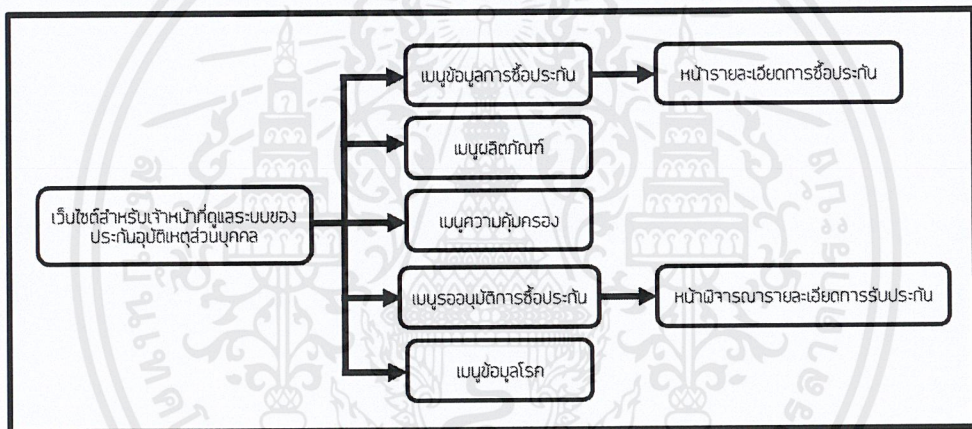 เมนูข้อมูลการซื้อประกัน
หน้ารายละเอียดการซื้อประกัน
เมนูผลิตภัณฑ์
เว็บไซต์สำหรับเจ้าหน้าที่ดูแลระบบของ
ประกันอุบัติเหตุส่วนบุคคล
เมนูความคุ้มครอง
เมนูรออนุมัติการซื้อประกัน
หน้าพิจารณารายละเอียดการรับประกัน
เมนูข้อมูลโรค